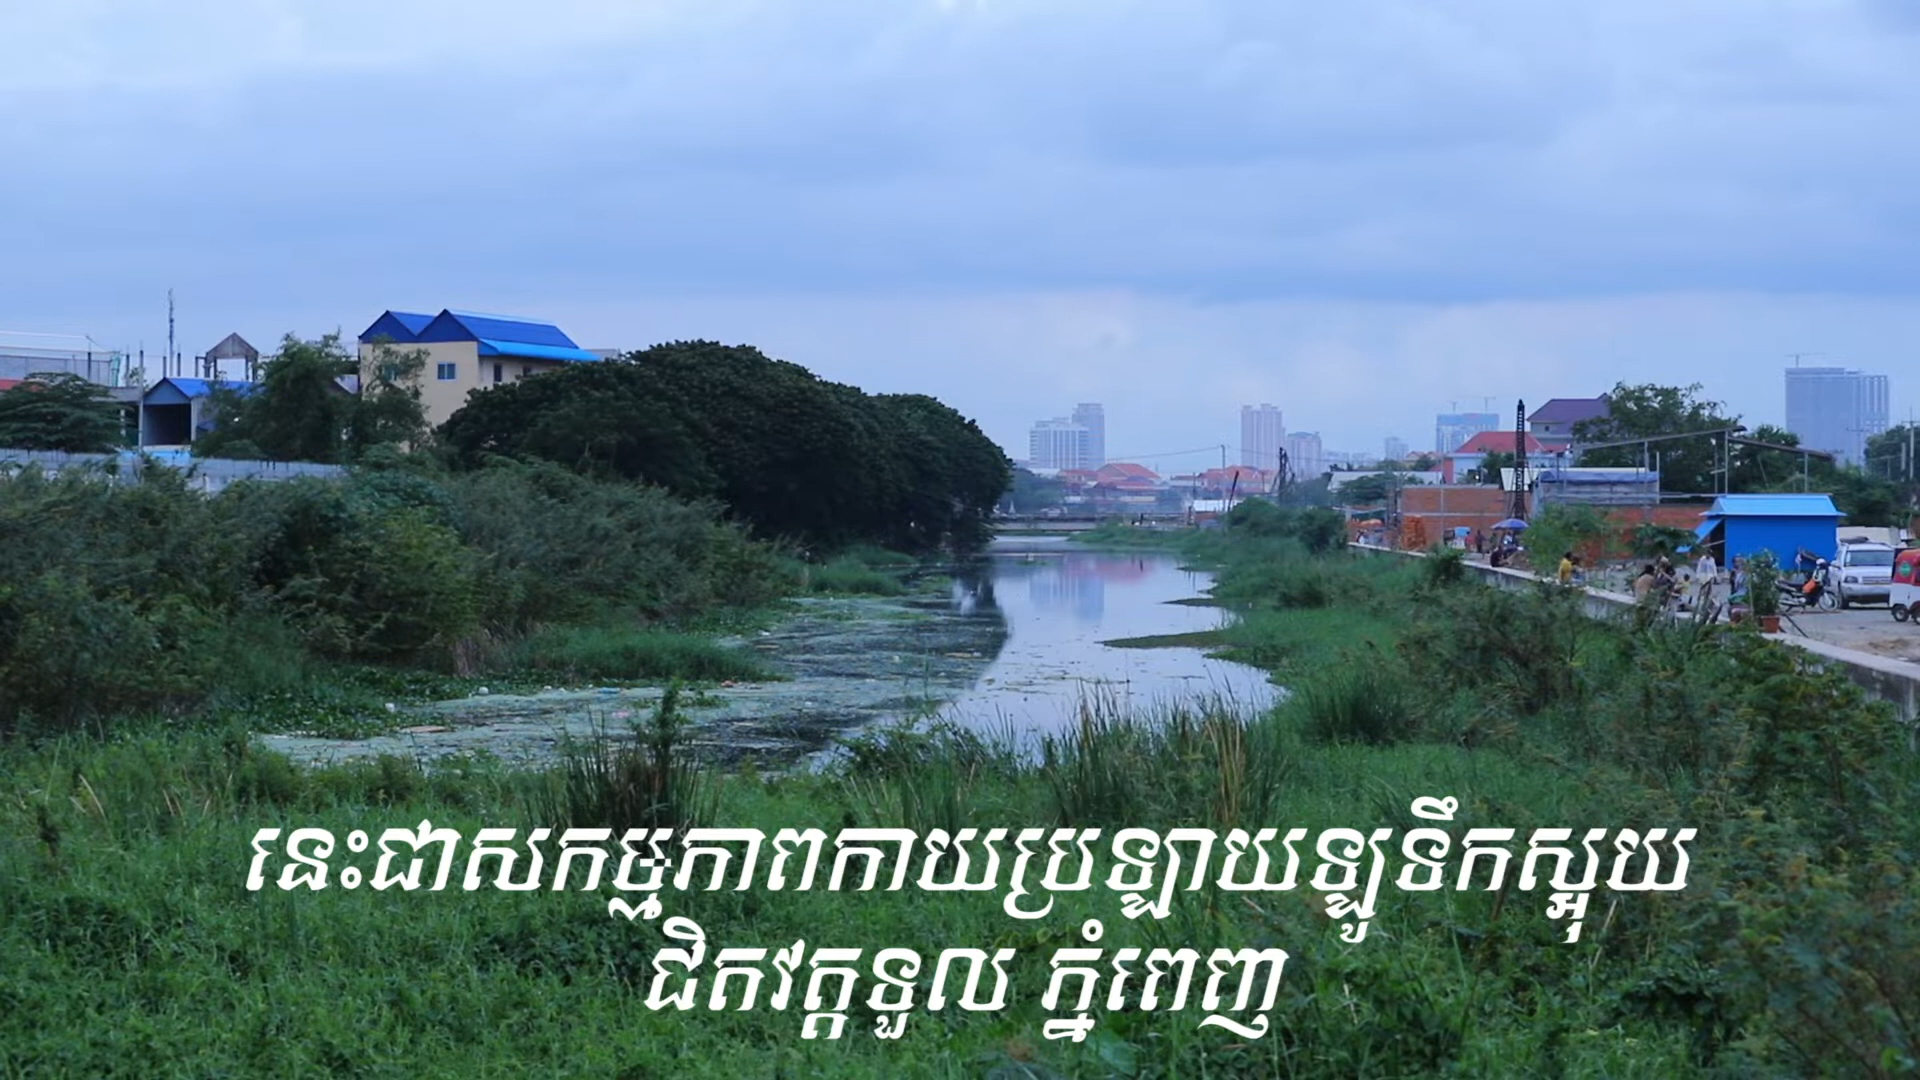 នេះជាសកម្មភាពកាយប្រឡាយឡូទឹកស្អុយ
ជិតវត្តទួល ភ្នំពេញ